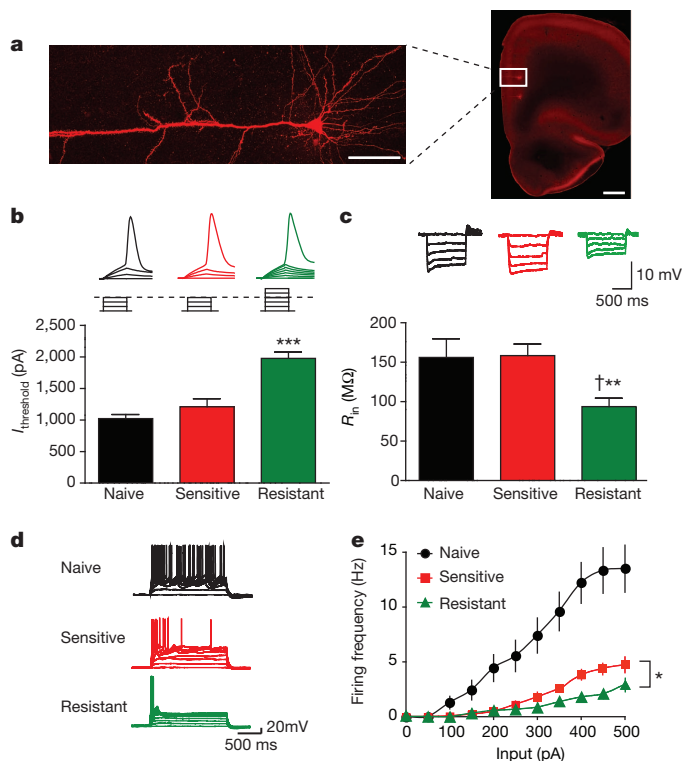 a
b
c
10 mV
500 ms
I threshold (pA)
2,500
2,000
1,500
1,000
500
0
***
Naive
Sensitive
Resistant
R in (MΩ)
200
150
100
50
0
†**
Naive
Sensitive
Resistant
d
Naive
Sensitive
Resistant
20mV
500 ms
e
Firing frequency (Hz)
15
10
5
0
Naive
Sensitive
Resistant
*
0 100 200 300 400 500
Input (pA)